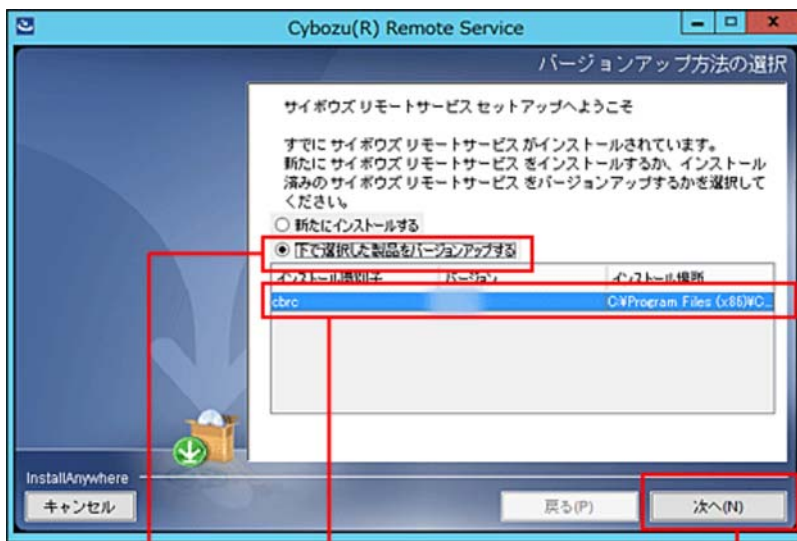 Cybozu(R) Remote Service
バージョンアップ方法の選択
サイボウズ リモートサービス セットアップへようこそ
すでに サイボウズ リモートサービス がインストールされています。
新たに サイボウズ リモートサービス をインストールするか、インストール
済みの サイボウズ リモートサービス をバージョンアップするかを選択して
ください。
新たにインストールする
下で選択した製品をバージョンアップする
インストール識別子 バージョン インストール場所
cbrc C:¥Program Files (x86)¥C...
InstallAnywhere
キャンセル 戻る(P) 次へ(N)